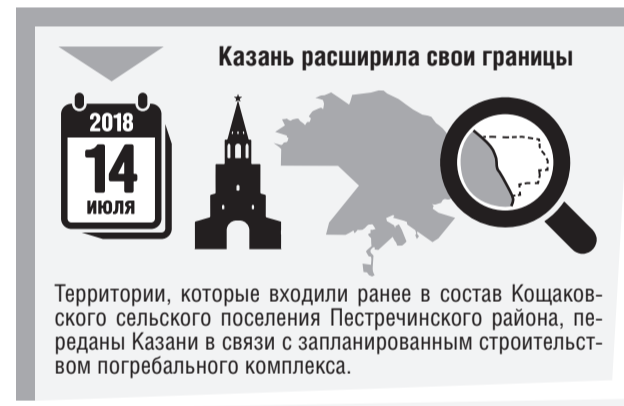 Казань расширила свои границы
2018
14
ИЮЛЯ
Территории, которые входили ранее в состав Кощаков-
ского сельского поселения Пестречинского района, пе-
реданы Казани в связи с запланированным строительст-
вом погребального комплекса.